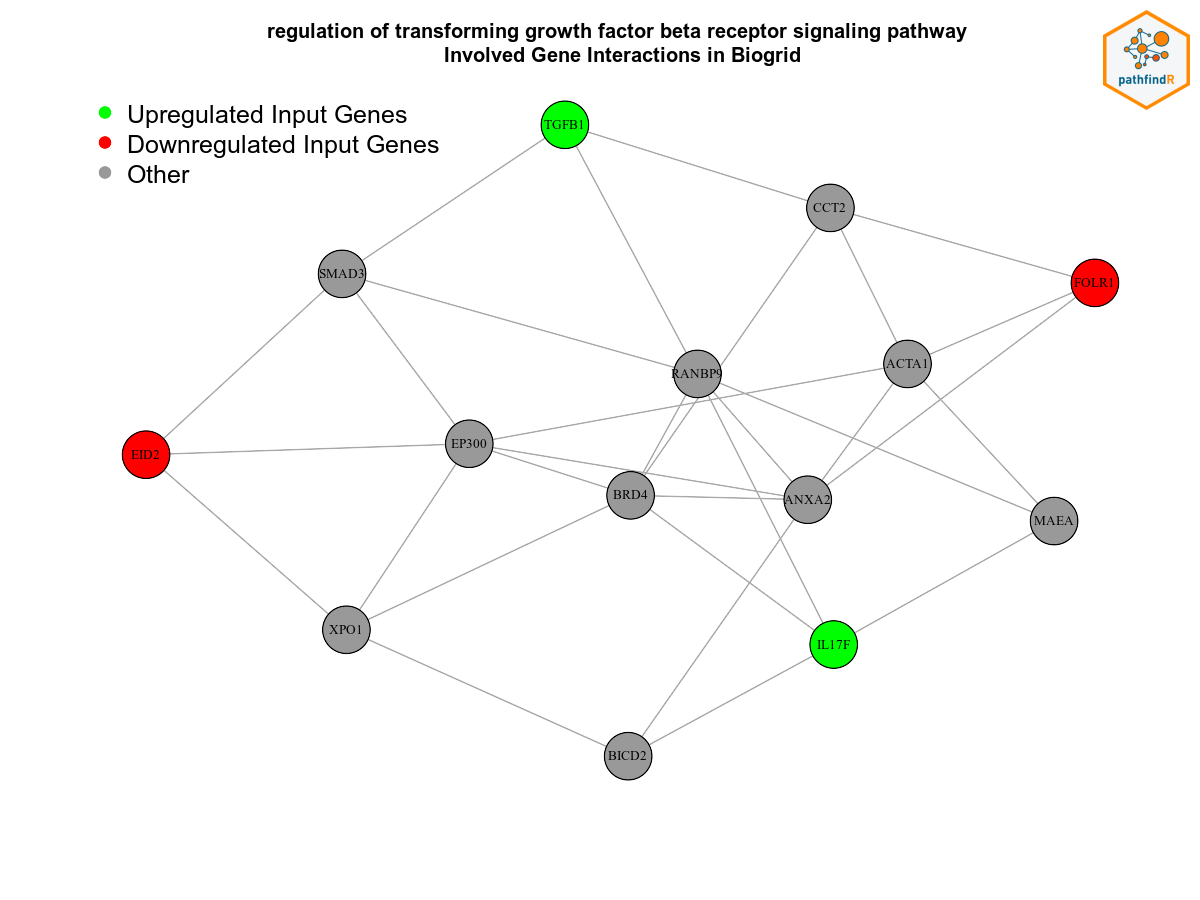 regulation of transforming growth factor beta receptor signaling pathway
Involved Gene Interactions in Biogrid
pathfindR
Upregulated Input Genes
Downregulated Input Genes
Other
TGFB1
CCT2
SMAD3
FOLR1
ACTA1
RANBP9
EP300
EID2
BRD4
ANXA2
MAEA
XPO1
IL17F
BICD2